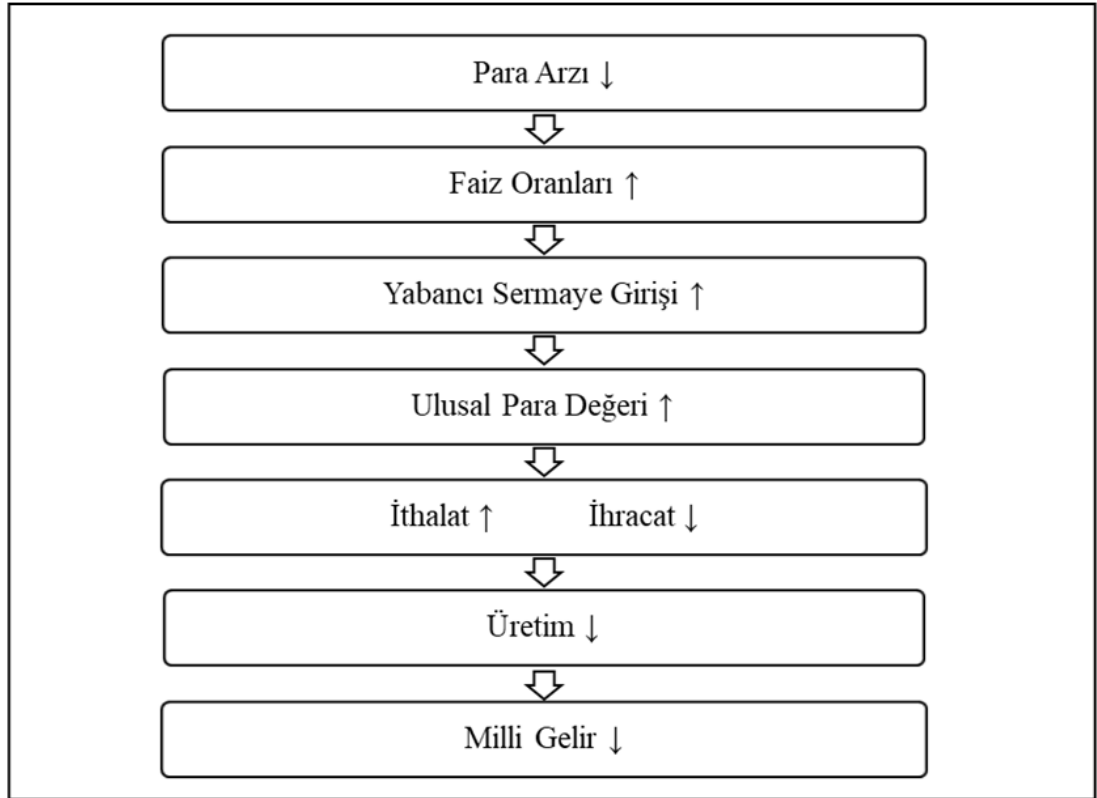 Para Arzı ↓
Faiz Oranları ↑
Yabancı Sermaye Girişi ↑
Ulusal Para Değeri ↑
İthalat ↑ İhracat ↓
Üretim ↓
Milli Gelir ↓